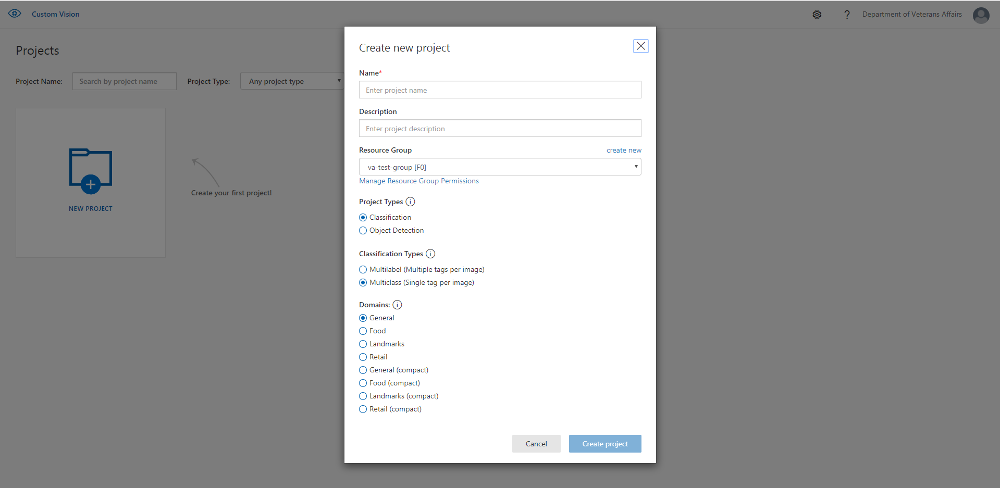 Custom Vision
? Department of Veterans Affairs
Projects
Project Name: Search by project name Project Type: Any project type
NEW PROJECT
Create your first project!
Create new project
Name*
Enter project name
Description
Enter project description
Resource Group create new
va-test-group [F0]
Manage Resource Group Permissions
Project Types i
Classification
Object Detection
Classification Types i
Multilabel (Multiple tags per image)
Multiclass (Single tag per image)
Domains: i
General
Food
Landmarks
Retail
General (compact)
Food (compact)
Landmarks (compact)
Retail (compact)
Cancel Create project